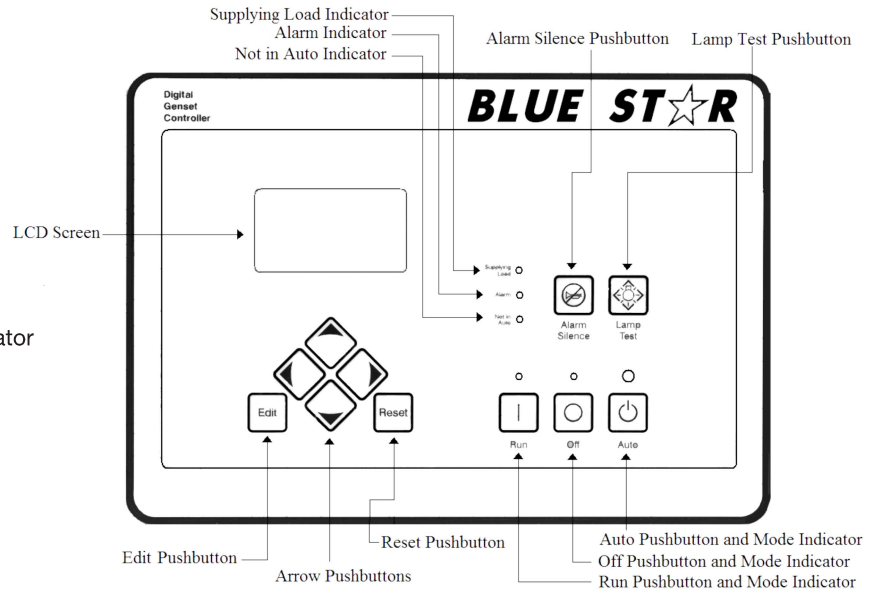 Supplying Load Indicator
Alarm Indicator
Not in Auto Indicator
Alarm Silence Pushbutton
Lamp Test Pushbutton
Digital
Genset
Controller
BLUE ST☆R
LCD Screen
Supplying
Load
Alarm
Not in
Auto
Alarm
Silence
Lamp
Test
ator
Edit
Reset
Run
Off
Auto
Edit Pushbutton
Arrow Pushbuttons
Reset Pushbutton
Auto Pushbutton and Mode Indicator
Off Pushbutton and Mode Indicator
Run Pushbutton and Mode Indicator